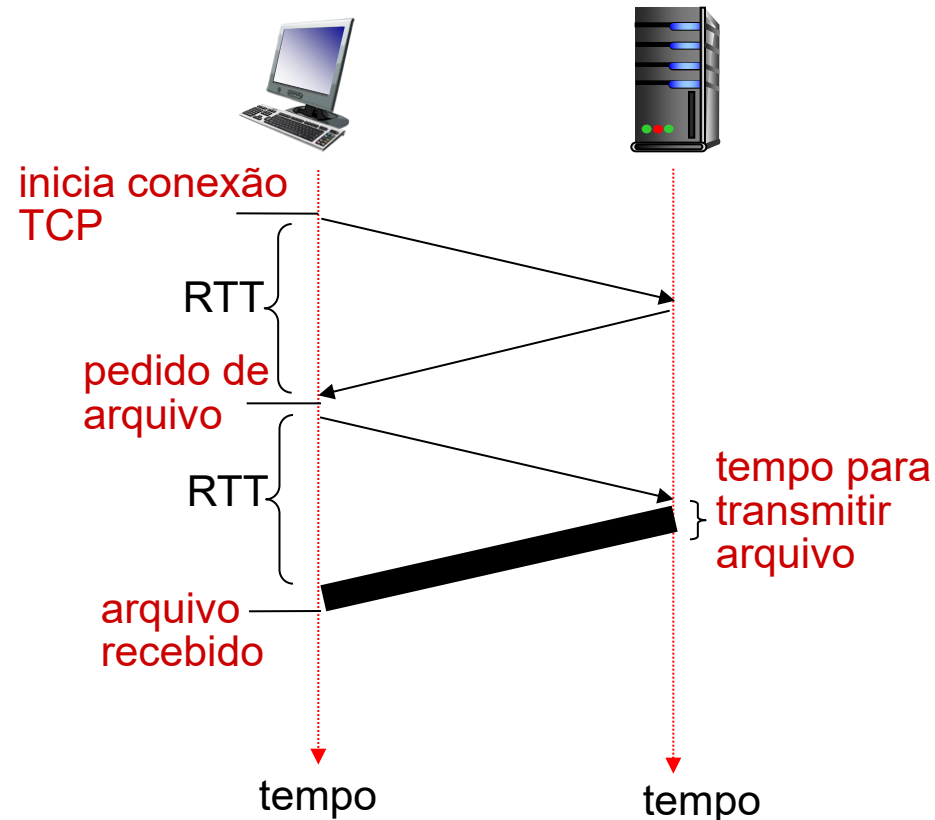 inicia conexão
TCP
RTT
pedido de
arquivo
RTT
tempo para
transmitir
arquivo
arquivo
recebido
tempo
tempo